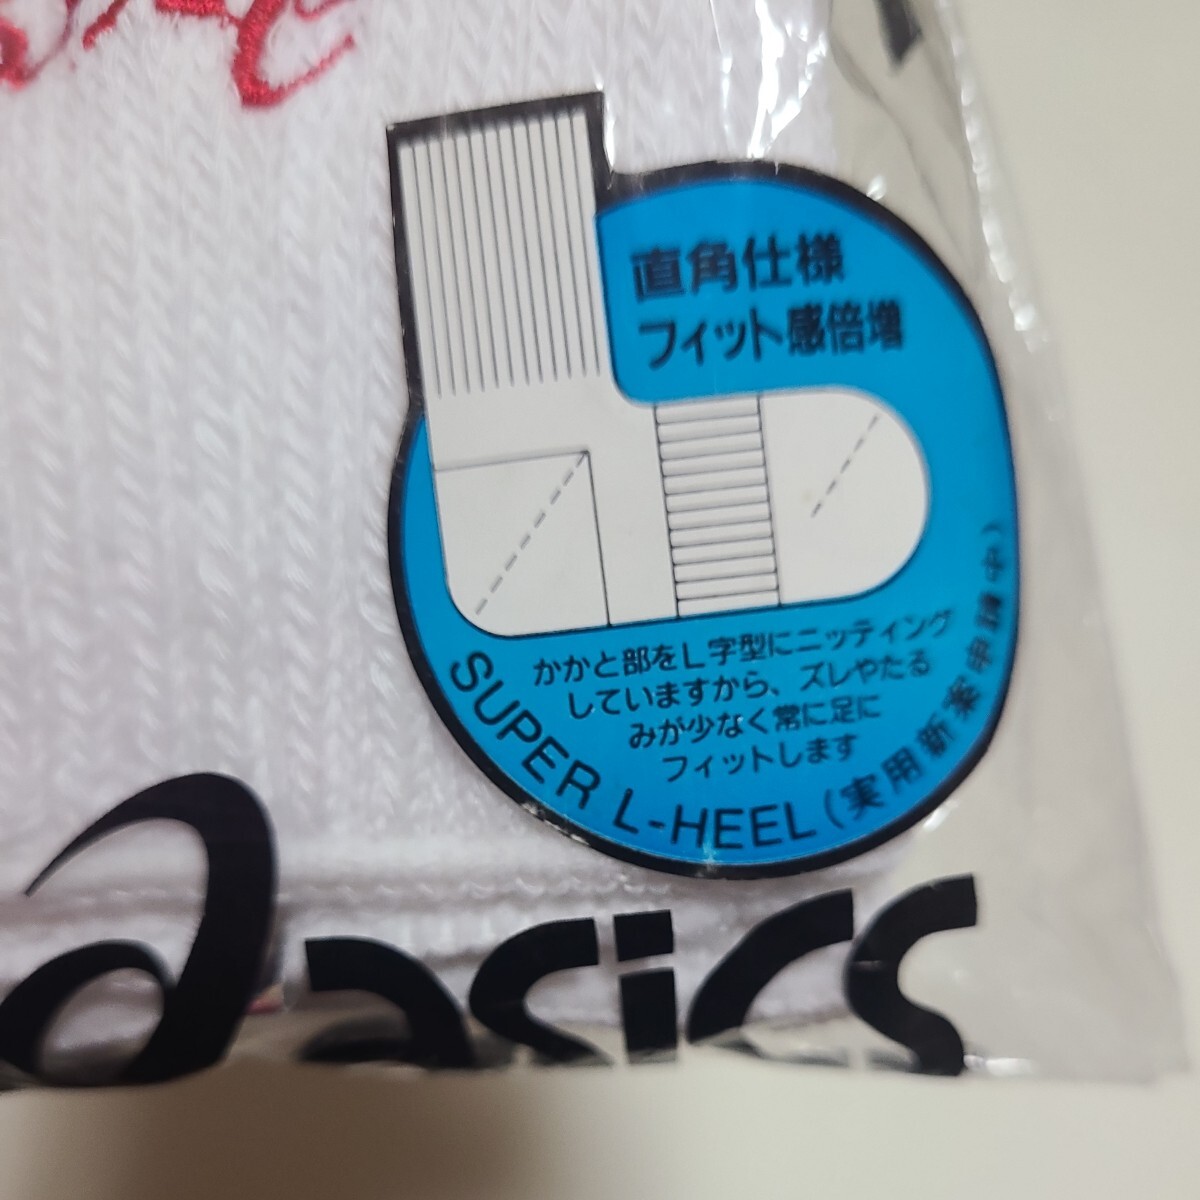 直角仕様
フィット感倍増
かかと部をL字型にニッティング
していますから、ズレやたる
みが少なく常に足に
フィットします
SUPER L-HEEL(実用新案申請中)
asics